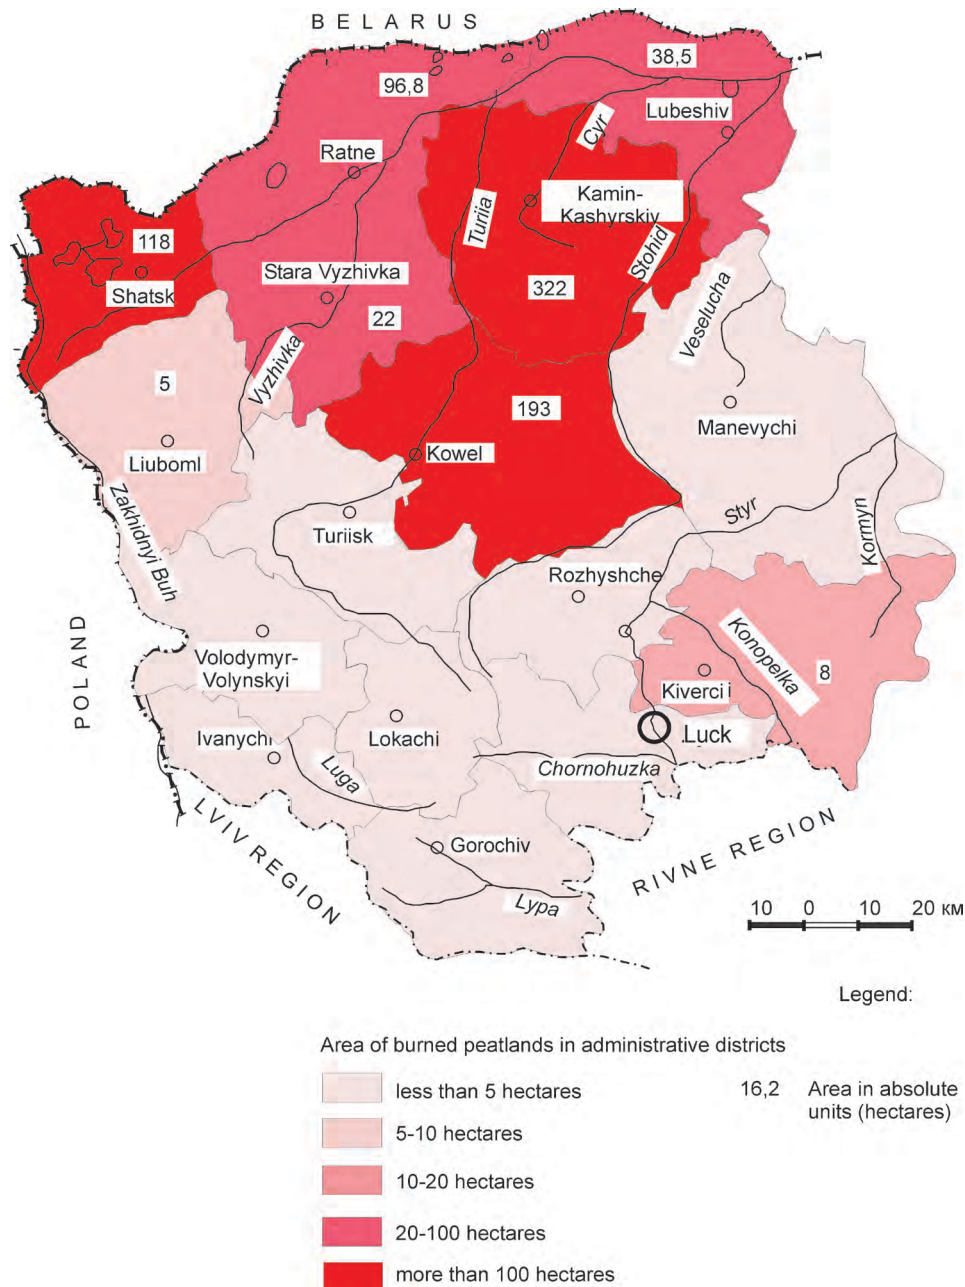 BELARUS
38,5
96,8
Lubeshiv
Cyr
Ratne
Kamin-
Kashyrskiv
Turiia
118
Stohid
Stara Vyzhivka
Shatsk
322
Veselucha
22
Vyzhivka
5
193
Manevychi
Liuboml
Kowel
Zakhidnyi Buh
Styr
Kormyn
Turiisk
Rozhyshche
POLAND
Konopelka
Volodymyr-
Volynskyi
8
Kiverci i
Ivanychi
Lokachi
Luck
Luga
Chornohuzka
LVIV REGION
Gorochiv
RIVNE REGION
Lypa
10 0 10 20 км
Legend:
Area of burned peatlands in administrative districts
less than 5 hectares
16,2 Area in absolute
units (hectares)
5-10 hectares
10-20 hectares
20-100 hectares
more than 100 hectares